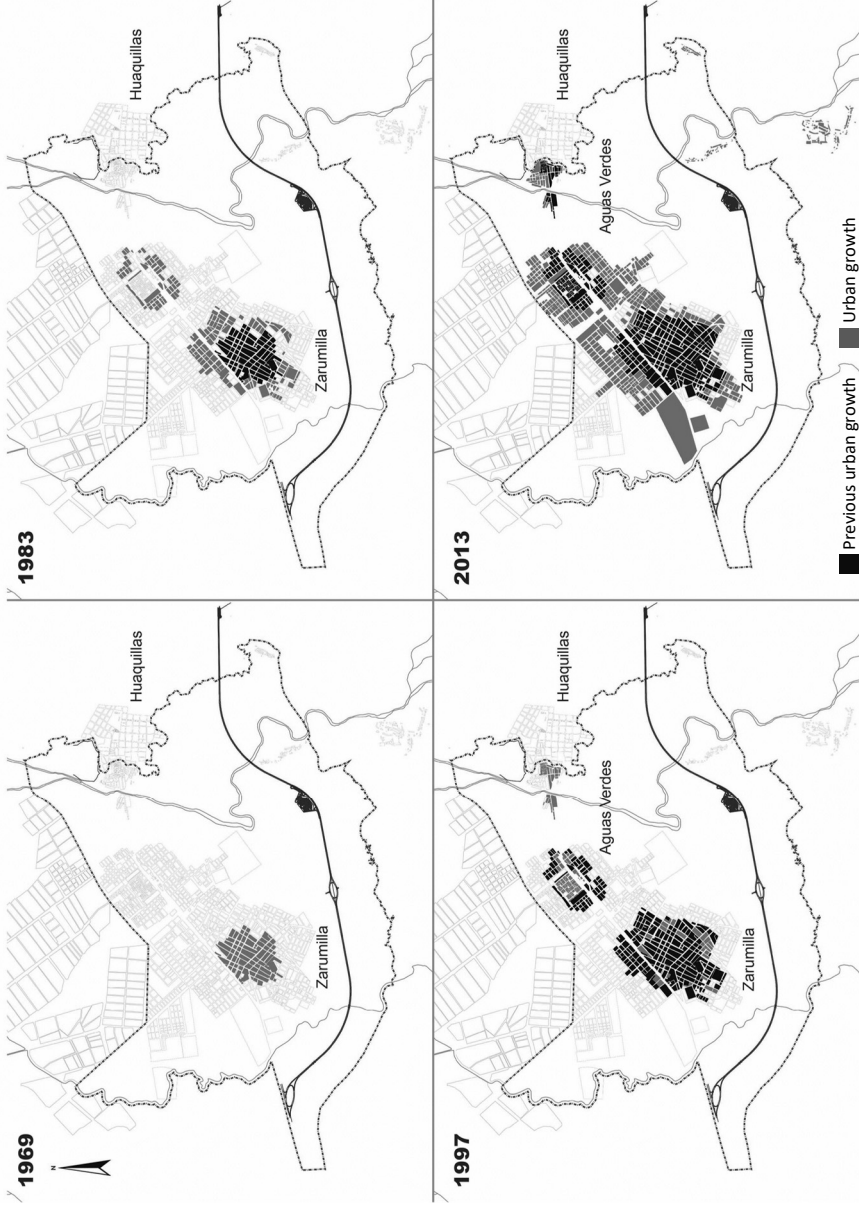 1969
N
Huaquillas
Zarumilla
1983
Huaquillas
Zarumilla
1997
Huaquillas
Aguas Verdes
Zarumilla
2013
Huaquillas
Aguas Verdes
Zarumilla
Previous urban growth
Urban growth